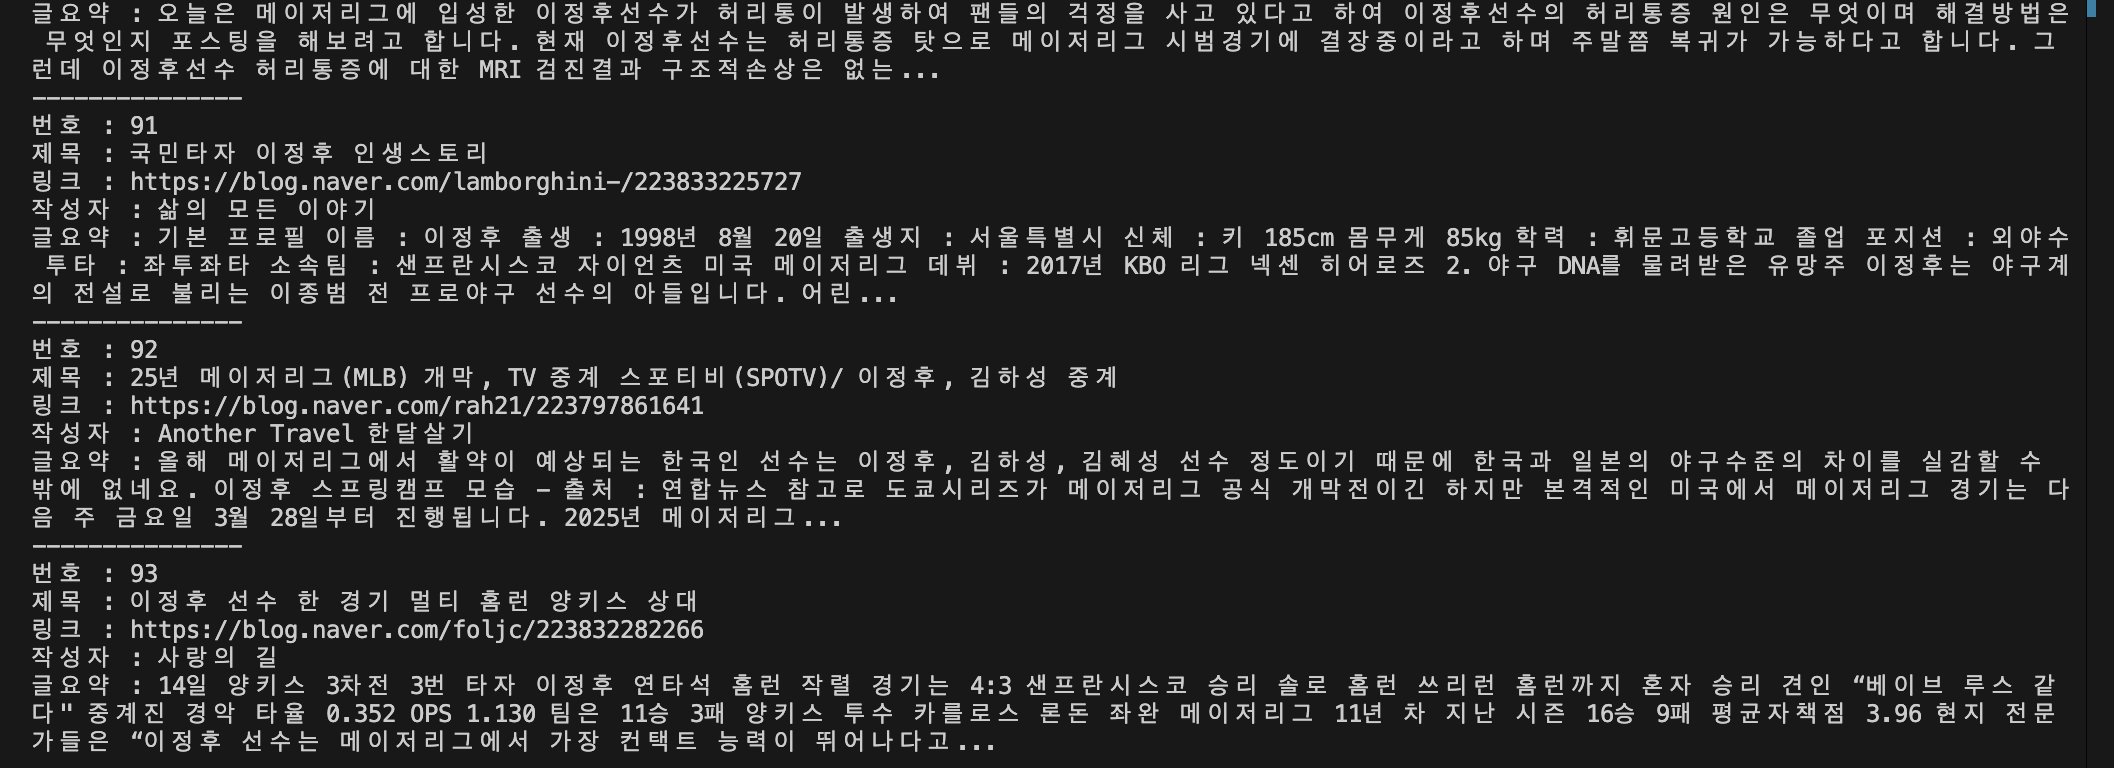 글요약 : 오늘은 메이저리그에 입성한 이정후선수가 허리통이 발생하여 팬들의 걱정을 사고 있다고 하여 이정후선수의 허리통증 원인은 무엇이며 해결방법은
무엇인지 포스팅을 해보려고 합니다. 현재 이정후선수는 허리통증 탓으로 메이저리그 시범경기에 결장중이라고 하며 주말쯤 복귀가 가능하다고 합니다. 그
런데 이정후선수 허리통증에 대한 MRI 검진결과 구조적손상은 없는...
---------------
번호 : 91
제목 : 국민타자 이정후 인생스토리
링크 : https://blog.naver.com/lamborghini-/223833225727
작성자 : 삶의 모든 이야기
글요약 : 기본 프로필 이름 : 이정후 출생 : 1998년 8월 20일 출생지 : 서울특별시 신체 : 키 185cm 몸무게 85kg 학력 : 휘문고등학교 졸업 포지션 : 외야수
투타 : 좌투좌타 소속팀 : 샌프란시스코 자이언츠 미국 메이저리그 데뷔 : 2017년 KBO 리그 넥센 히어로즈 2. 야구 DNA를 물려받은 유망주 이정후는 야구계
의 전설로 불리는 이종범 전 프로야구 선수의 아들입니다. 어린...
---------------
번호 : 92
제목 : 25년 메이저리그(MLB) 개막, TV 중계 스포티비(SPOTV)/ 이정후, 김하성 중계
링크 : https://blog.naver.com/rah21/223797861641
작성자 : Another Travel 한달살기
글요약 : 올해 메이저리그에서 활약이 예상되는 한국인 선수는 이정후, 김하성, 김혜성 선수 정도이기 때문에 한국과 일본의 야구수준의 차이를 실감할 수
밖에 없네요. 이정후 스프링캠프 모습 - 출처 : 연합뉴스 참고로 도쿄시리즈가 메이저리그 공식 개막전이긴 하지만 본격적인 미국에서 메이저리그 경기는 다
음 주 금요일 3월 28일부터 진행됩니다. 2025년 메이저리그...
---------------
번호 : 93
제목 : 이정후 선수 한 경기 멀티 홈런 양키스 상대
링크 : https://blog.naver.com/foljc/223832282266
작성자 : 사랑의 길
글요약 : 14일 양키스 3차전 3번 타자 이정후 연타석 홈런 작렬 경기는 4:3 샌프란시스코 승리 솔로 홈런 쓰리런 홈런까지 혼자 승리 견인 “베이브 루스 같
다" 중계진 경악 타율 0.352 OPS 1.130 팀은 11승 3패 양키스 투수 카를로스 론돈 좌완 메이저리그 11년 차 지난 시즌 16승 9패 평균자책점 3.96 현지 전문
가들은 “이정후 선수는 메이저리그에서 가장 컨택트 능력이 뛰어나다고...